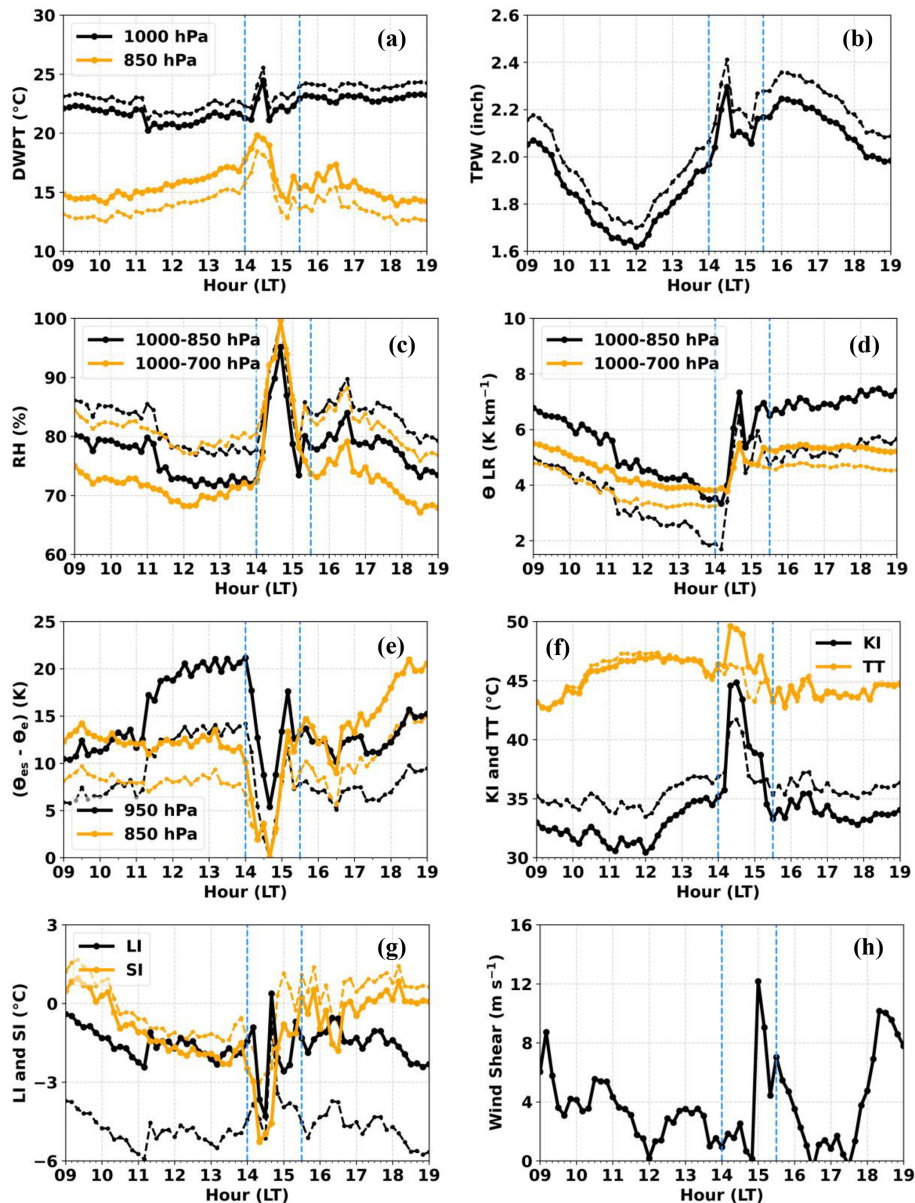 (a)
1000 hPa
850 hPa
DWPT (°C)
30
25
20
15
10
09 10 11 12 13 14 15 16 17 18 19
Hour (LT)
(b)
TPW (inch)
2.6
2.4
2.2
2.0
1.8
1.6
09 10 11 12 13 14 15 16 17 18 19
Hour (LT)
(c)
1000-850 hPa
1000-700 hPa
RH (%)
100
90
80
70
60
09 10 11 12 13 14 15 16 17 18 19
Hour (LT)
(d)
1000-850 hPa
1000-700 hPa
Θ LR (K km⁻¹)
10
8
6
4
2
09 10 11 12 13 14 15 16 17 18 19
Hour (LT)
(e)
950 hPa
850 hPa
(Θes - Θe) (K)
25
20
15
10
5
0
09 10 11 12 13 14 15 16 17 18 19
Hour (LT)
(f)
KI
TT
KI and TT (°C)
50
45
40
35
30
09 10 11 12 13 14 15 16 17 18 19
Hour (LT)
(g)
LI
SI
LI and SI (°C)
3
0
−3
−6
09 10 11 12 13 14 15 16 17 18 19
Hour (LT)
(h)
Wind Shear (m s⁻¹)
16
12
8
4
0
09 10 11 12 13 14 15 16 17 18 19
Hour (LT)